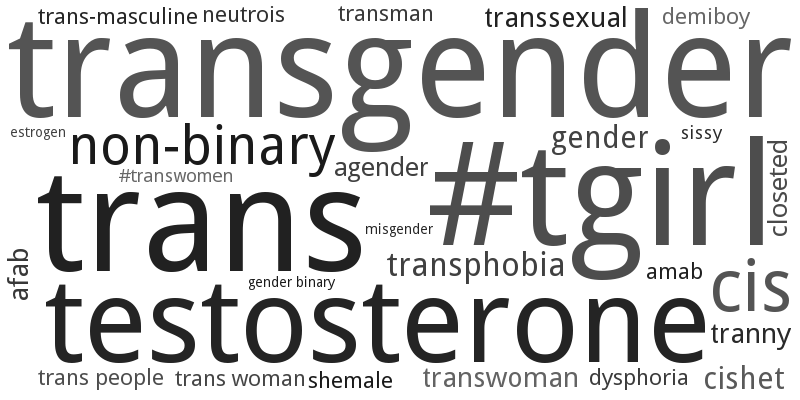 trans-masculine
neutrois
transman
transsexual
demiboy
transgender
estrogen
non-binary
gender
sissy
agender
#transwomen
#tgirl
closeted
trans
misgender
transphobia
afab
amab
gender binary
cis
testosterone
tranny
trans people
trans woman
shemale
transwoman
dysphoria
cishet